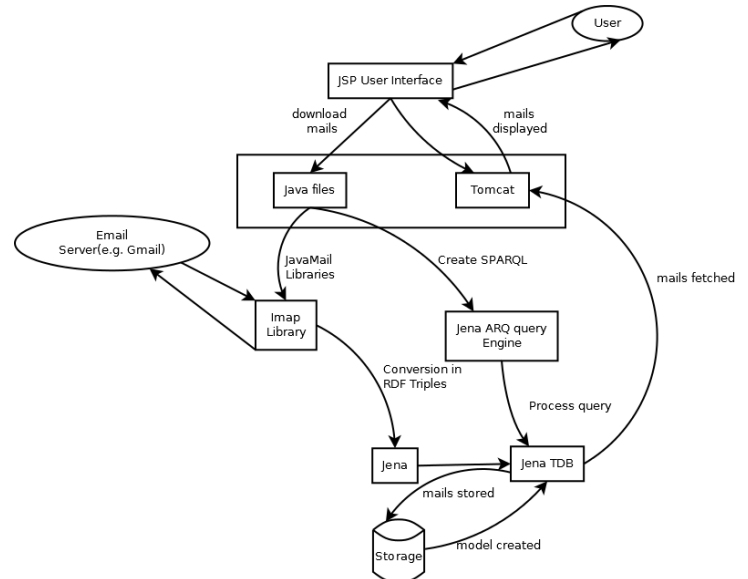 User
JSP User Interface
download
mails
mails
displayed
Java files
Tomcat
Email
Server(e.g. Gmail)
JavaMail
Libraries
Create SPARQL
mails fetched
Imap
Library
Jena ARQ query
Engine
Conversion in
RDF Triples
Process query
Jena
Jena TDB
mails stored
model created
Storage